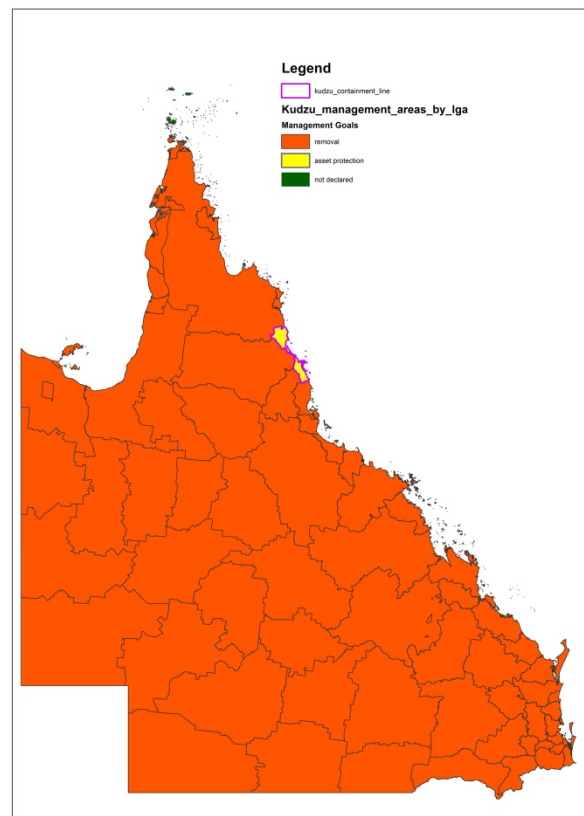 Legend
kudzu_containment_line
Kudzu_management_areas_by_lga
Management Goals
removal
asset protection
not declared